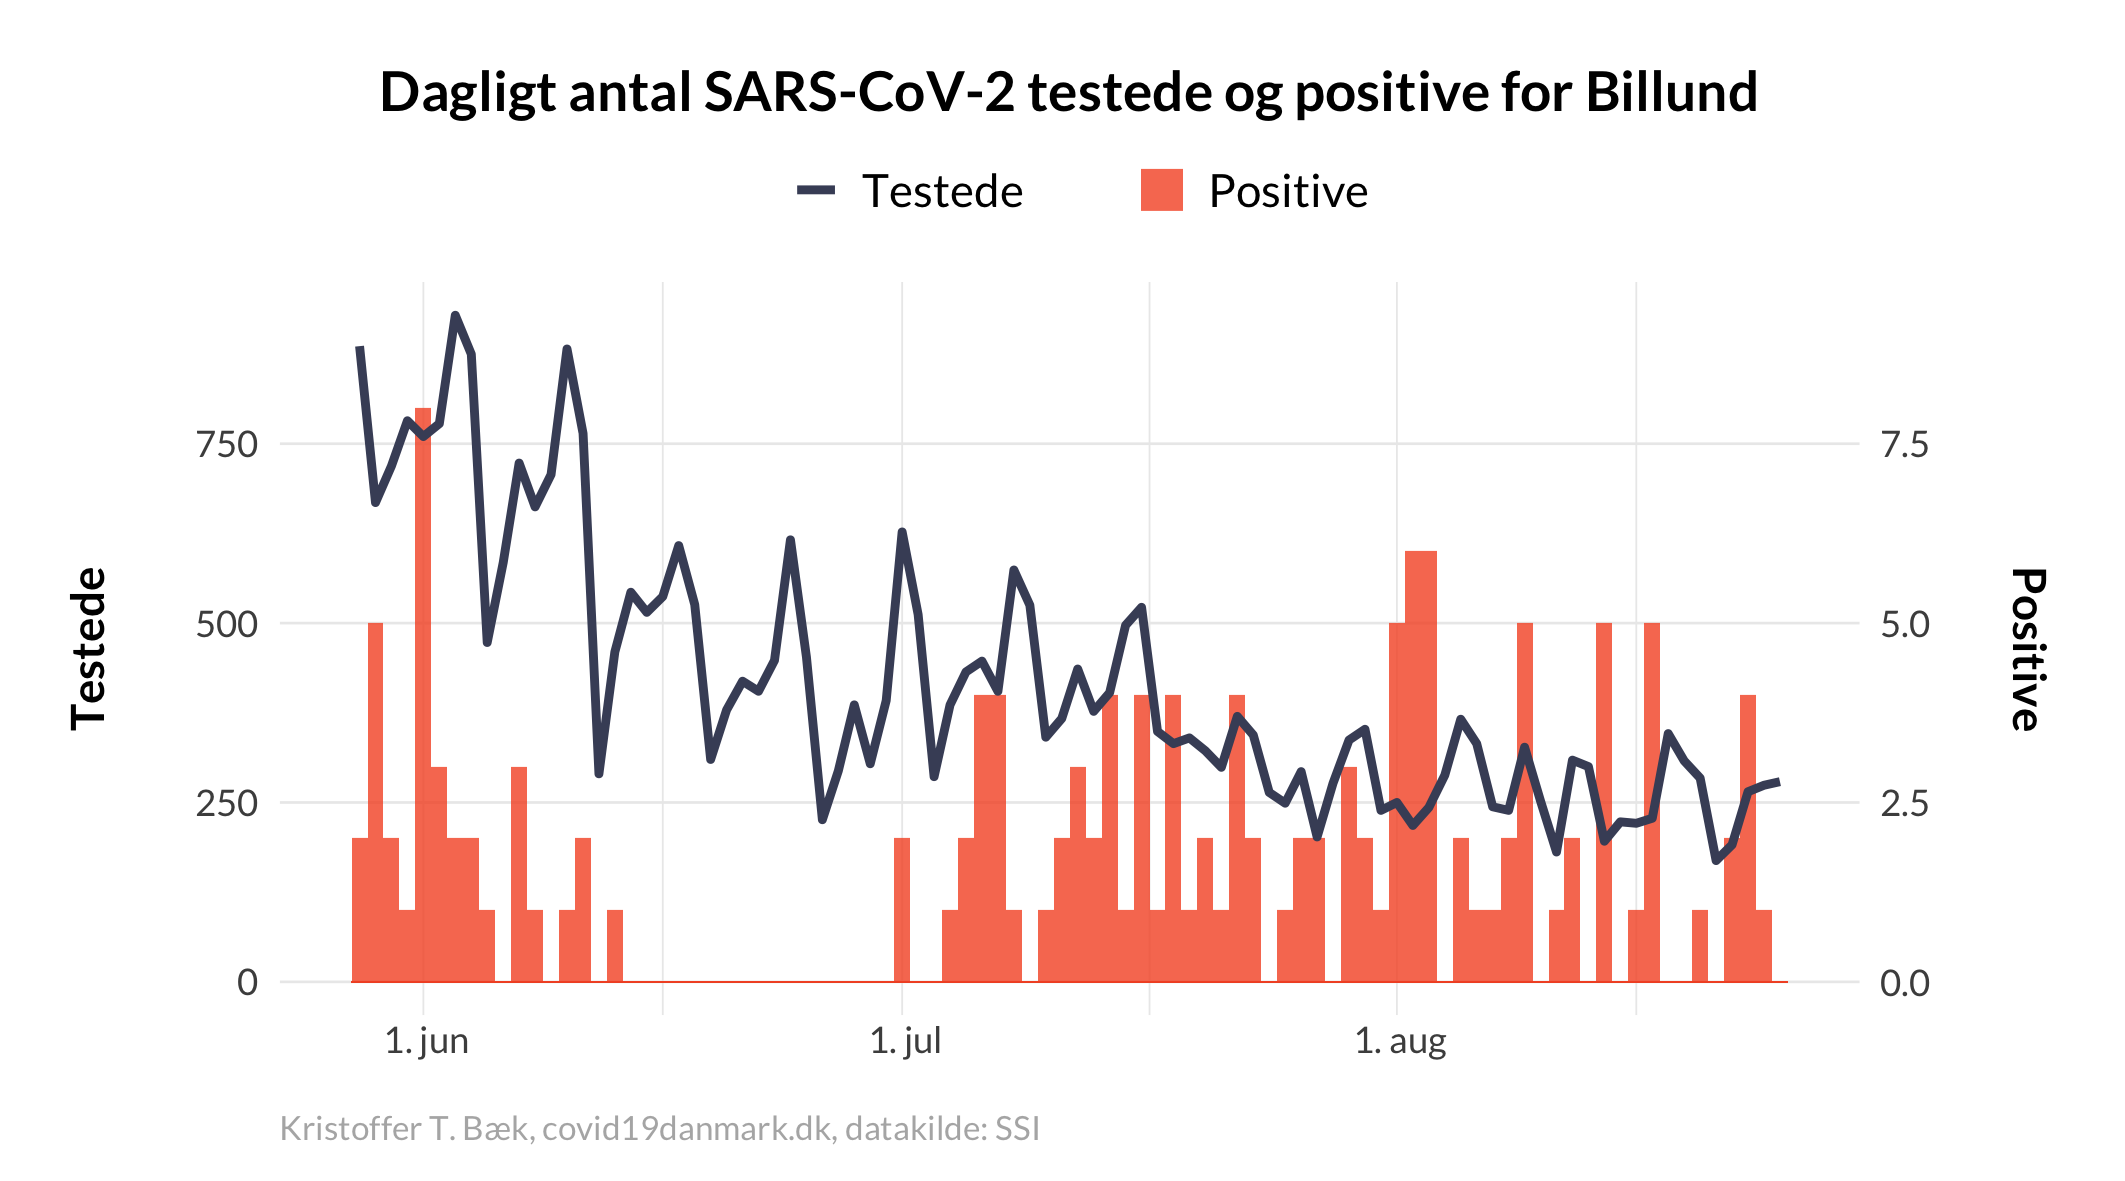 Dagligt antal SARS-CoV-2 testede og positive for Billund
Testede
Positive
750
500
250
0
Testede
7.5
5.0
2.5
0.0
Positive
1. jun
1. jul
1. aug
Kristoffer T. Bæk, covid19danmark.dk, datakilde: SSI